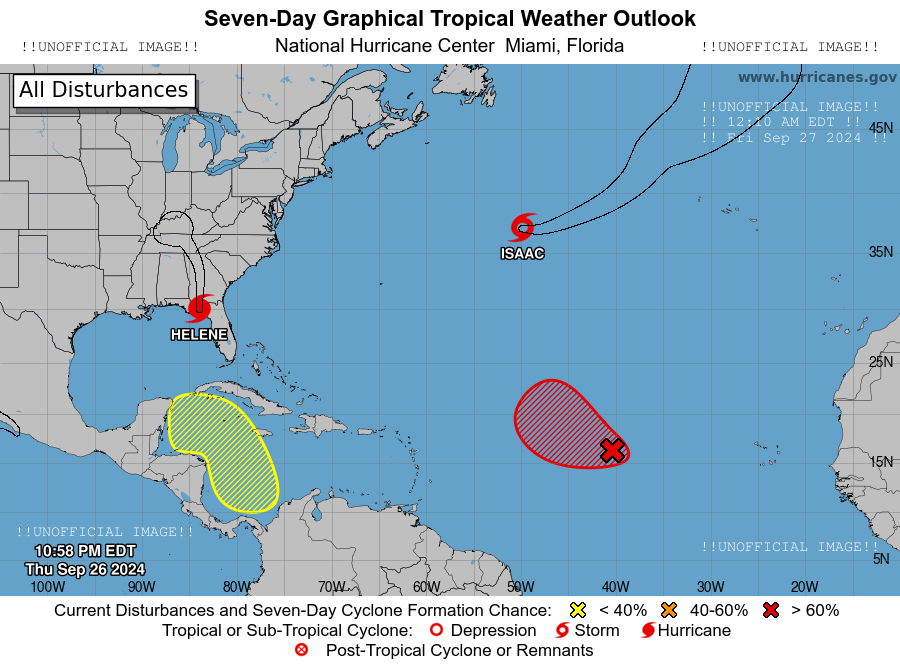 Seven-Day Graphical Tropical Weather Outlook
!!UNOFFICIAL IMAGE!! National Hurricane Center Miami, Florida !!UNOFFICIAL IMAGE!!
All Disturbances
www.hurricanes.gov
!!UNOFFICIAL IMAGE!!
!! 12:10 AM EDT !!
!! Fri Sep 27 2024 !!
45N
35N
ISAAC
HELENE
25N
15N
!!UNOFFICIAL IMAGE!!
!!UNOFFICIAL IMAGE!!
10:58 PM EDT
Thu Sep 26 2024
5N
100W 90W 80W 70W 60W 50W 40W 30W 20W
Current Disturbances and Seven-Day Cyclone Formation Chance: < 40% 40-60% > 60%
Tropical or Sub-Tropical Cyclone: Depression Storm Hurricane
Post-Tropical Cyclone or Remnants